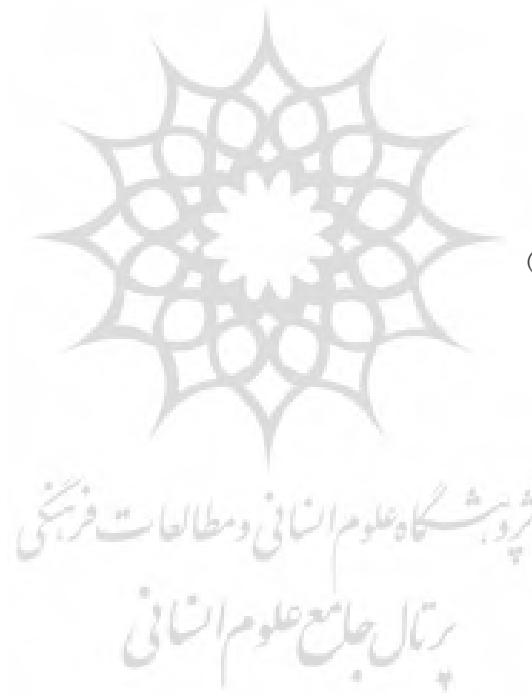 پژوهشگاه علوم انسانی و مطالعات فرهنگی
پرتال جامع علوم انسانی